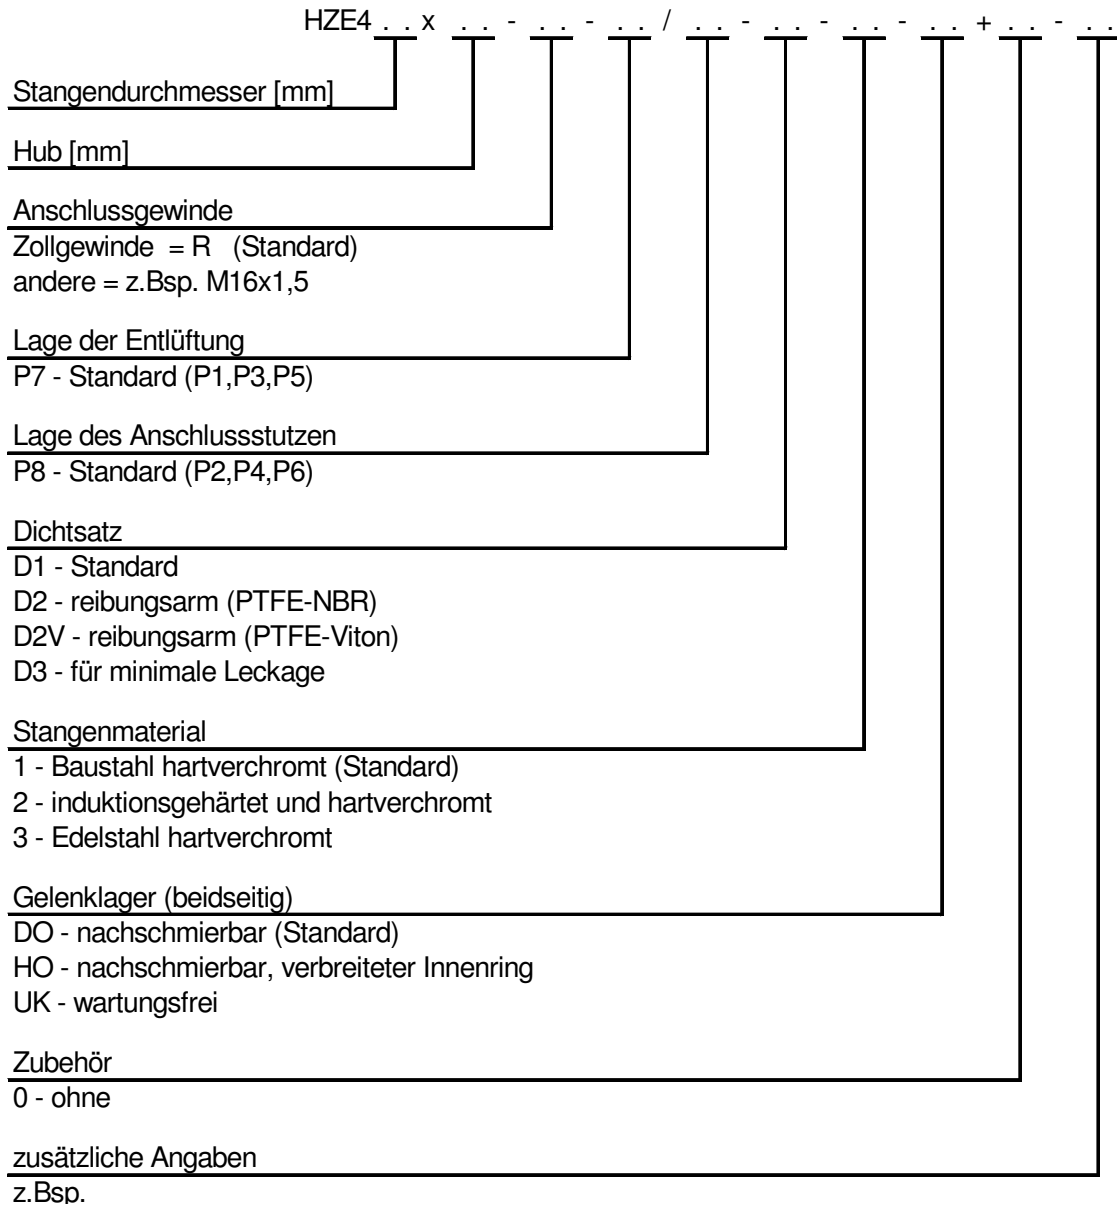 HZE4 . . x . . - . . - . . / . . - . . - . . - . . + . . - . .
Stangendurchmesser [mm]
Hub [mm]
Anschlussgewinde
Zollgewinde = R (Standard)
andere = z.Bsp. M16x1,5
Lage der Entlüftung
P7 - Standard (P1,P3,P5)
Lage des Anschlussstutzen
P8 - Standard (P2,P4,P6)
Dichtsatz
D1 - Standard
D2 - reibungsarm (PTFE-NBR)
D2V - reibungsarm (PTFE-Viton)
D3 - für minimale Leckage
Stangenmaterial
1 - Baustahl hartverchromt (Standard)
2 - induktionsgehärtet und hartverchromt
3 - Edelstahl hartverchromt
Gelenklager (beidseitig)
DO - nachschmierbar (Standard)
HO - nachschmierbar, verbreiteter Innenring
UK - wartungsfrei
Zubehör
0 - ohne
zusätzliche Angaben
z.Bsp.